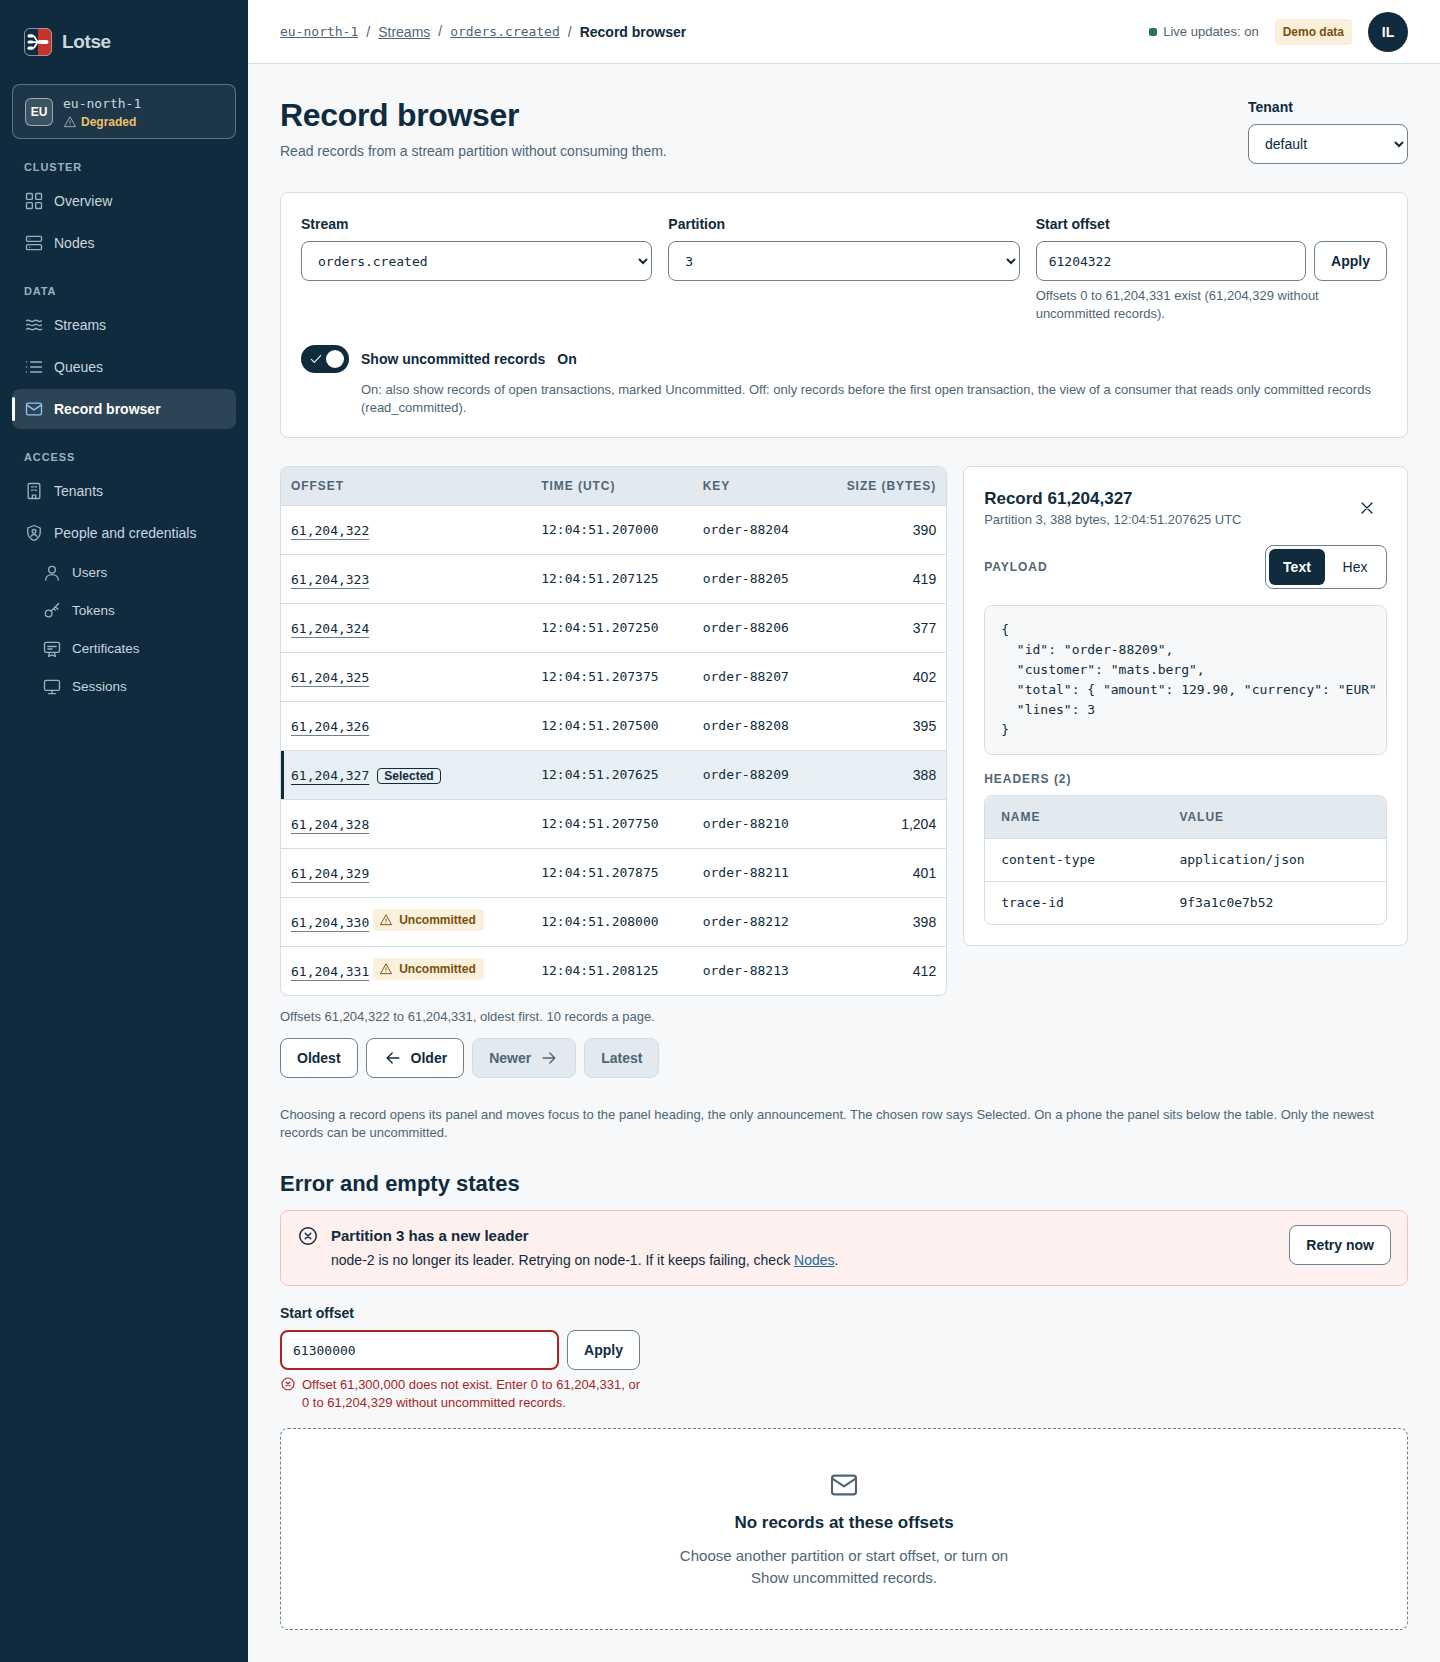 Lotse
EU
eu-north-1
Degraded
CLUSTER
Overview
Nodes
DATA
Streams
Queues
Record browser
ACCESS
Tenants
People and credentials
Users
Tokens
Certificates
Sessions
eu-north-1 / Streams / orders.created / Record browser
Live updates: on
Demo data
IL
Record browser
Read records from a stream partition without consuming them.
Tenant
default
Stream
orders.created
Partition
3
Start offset
61204322
Apply
Offsets 0 to 61,204,331 exist (61,204,329 without
uncommitted records).
Show uncommitted records On
On: also show records of open transactions, marked Uncommitted. Off: only records before the first open transaction, the view of a consumer that reads only committed records
(read_committed).
OFFSET TIME (UTC) KEY SIZE (BYTES)
61,204,322 12:04:51.207000 order-88204 390
61,204,323 12:04:51.207125 order-88205 419
61,204,324 12:04:51.207250 order-88206 377
61,204,325 12:04:51.207375 order-88207 402
61,204,326 12:04:51.207500 order-88208 395
61,204,327 Selected 12:04:51.207625 order-88209 388
61,204,328 12:04:51.207750 order-88210 1,204
61,204,329 12:04:51.207875 order-88211 401
61,204,330 Uncommitted 12:04:51.208000 order-88212 398
61,204,331 Uncommitted 12:04:51.208125 order-88213 412
Offsets 61,204,322 to 61,204,331, oldest first. 10 records a page.
Oldest
Older
Newer
Latest
Record 61,204,327
Partition 3, 388 bytes, 12:04:51.207625 UTC
PAYLOAD
Text
Hex
{
"id": "order-88209",
"customer": "mats.berg",
"total": { "amount": 129.90, "currency": "EUR"
"lines": 3
}
HEADERS (2)
NAME VALUE
content-type application/json
trace-id 9f3a1c0e7b52
Choosing a record opens its panel and moves focus to the panel heading, the only announcement. The chosen row says Selected. On a phone the panel sits below the table. Only the newest
records can be uncommitted.
Error and empty states
Partition 3 has a new leader
node-2 is no longer its leader. Retrying on node-1. If it keeps failing, check Nodes.
Retry now
Start offset
61300000
Apply
Offset 61,300,000 does not exist. Enter 0 to 61,204,331, or
0 to 61,204,329 without uncommitted records.
No records at these offsets
Choose another partition or start offset, or turn on
Show uncommitted records.